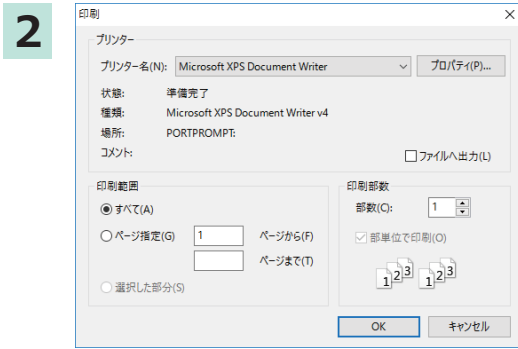 2
印刷
プリンター
プリンター名(N): Microsoft XPS Document Writer プロパティ(P)...
状態: 準備完了
種類: Microsoft XPS Document Writer v4
場所: PORTPROMPT:
コメント: ファイルへ出力(L)
印刷範囲
すべて(A)
ページ指定(G) 1 ページから(F)
ページまで(T)
選択した部分(S)
印刷部数
部数(C): 1
部単位で印刷(O)
1 2 3 1 2 3
OK キャンセル